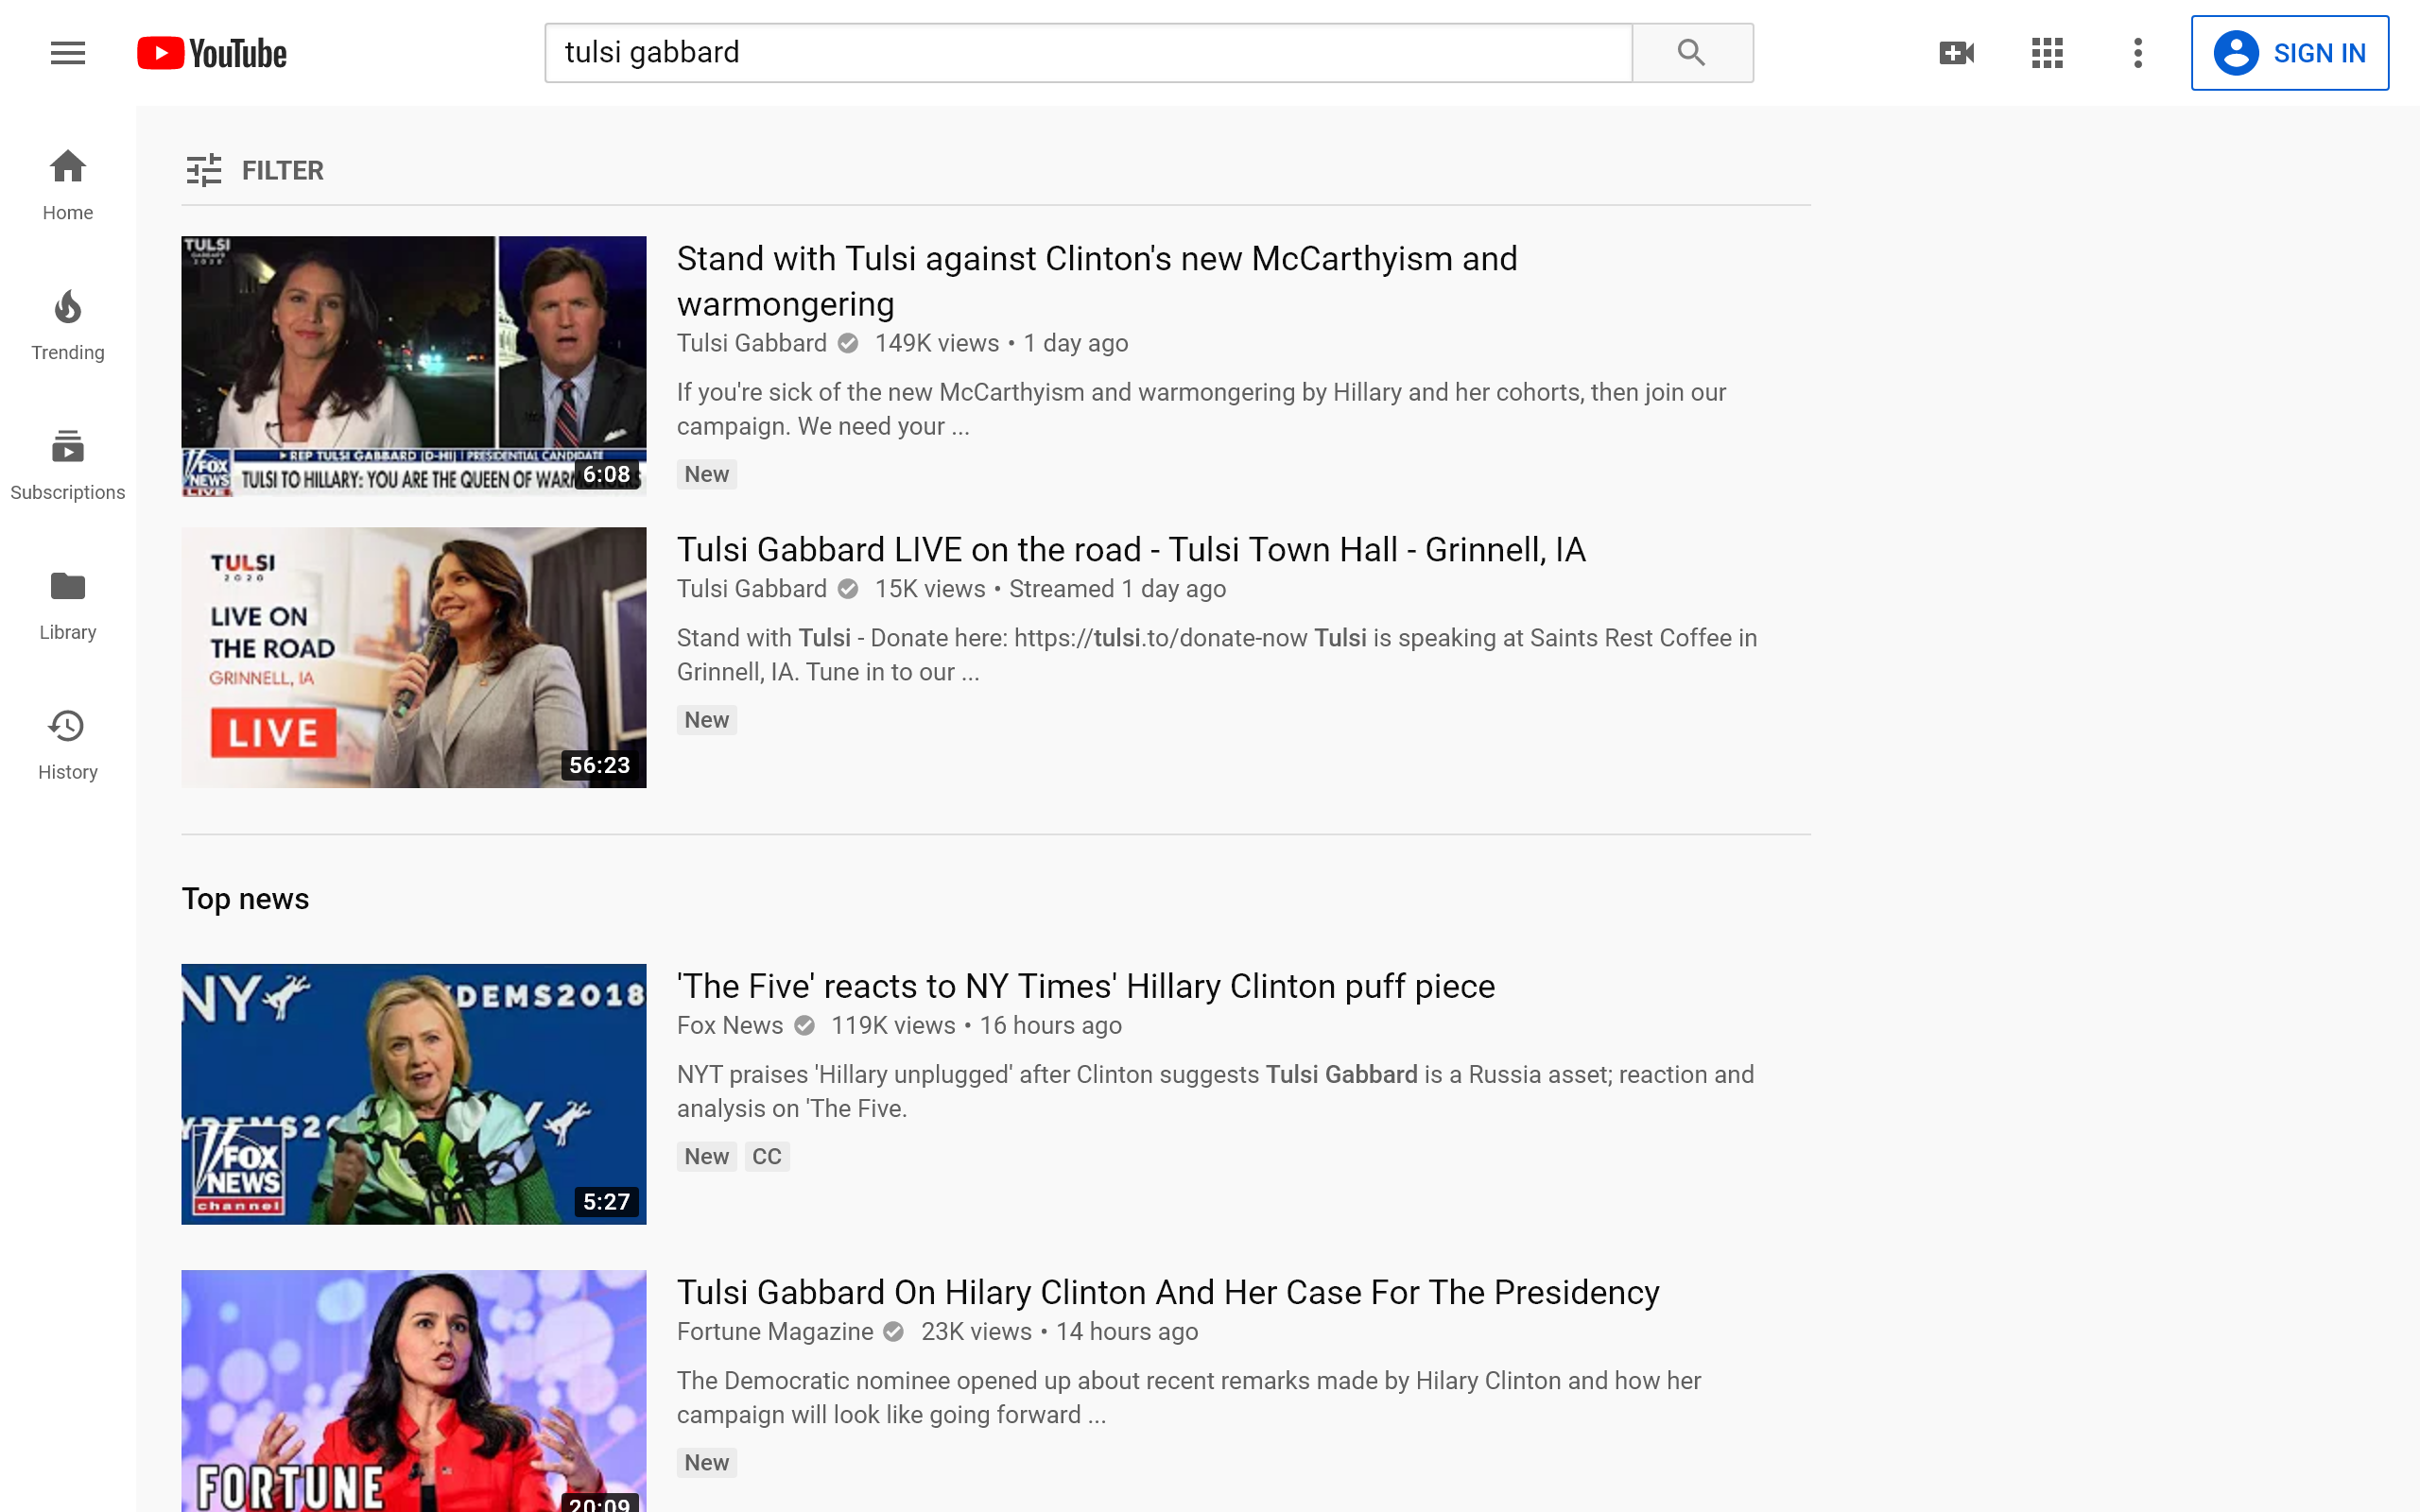 YouTube
tulsi gabbard
SIGN IN
Home
Trending
Subscriptions
Library
History
FILTER
TULSI
GABBARD
2020
REP TULSI GABBARD (D-HI) | PRESIDENTIAL CANDIDATE
FOX
NEWS
LIVE
TULSI TO HILLARY: YOU ARE THE QUEEN OF
6:08
Stand with Tulsi against Clinton's new McCarthyism and
warmongering
Tulsi Gabbard 149K views • 1 day ago
If you're sick of the new McCarthyism and warmongering by Hillary and her cohorts, then join our
campaign. We need your ...
New
TULSI
2020
LIVE ON
THE ROAD
GRINNELL, IA
LIVE
56:23
Tulsi Gabbard LIVE on the road - Tulsi Town Hall - Grinnell, IA
Tulsi Gabbard 15K views • Streamed 1 day ago
Stand with Tulsi - Donate here: https://tulsi.to/donate-now Tulsi is speaking at Saints Rest Coffee in
Grinnell, IA. Tune in to our ...
New
Top news
NY
DEMS2018
FOX
NEWS
channel
5:27
'The Five' reacts to NY Times' Hillary Clinton puff piece
Fox News 119K views • 16 hours ago
NYT praises 'Hillary unplugged' after Clinton suggests Tulsi Gabbard is a Russia asset; reaction and
analysis on 'The Five.
New CC
FORTUNE
20:09
Tulsi Gabbard On Hilary Clinton And Her Case For The Presidency
Fortune Magazine 23K views • 14 hours ago
The Democratic nominee opened up about recent remarks made by Hilary Clinton and how her
campaign will look like going forward ...
New